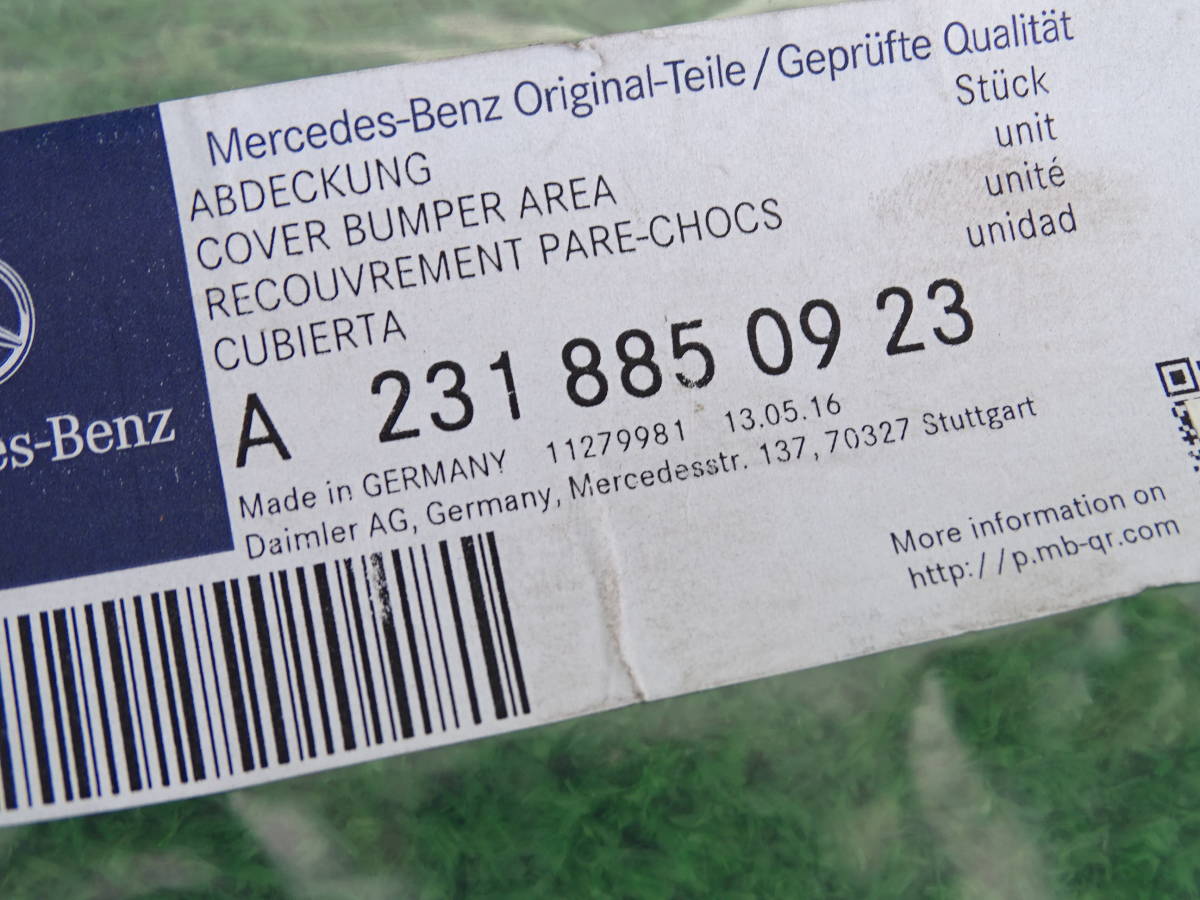 Mercedes-Benz Original-Teile/Geprüfte Qualität
ABDECKUNG
COVER BUMPER AREA
RECOUVREMENT PARE-CHOCS
CUBIERTA
Stück
unit
unité
unidad
A 231 885 09 23
Made in GERMANY 11279981 13.05.16
Daimler AG, Germany, Mercedesstr. 137, 70327 Stuttgart
es-Benz
More information on
http://p.mb-qr.com